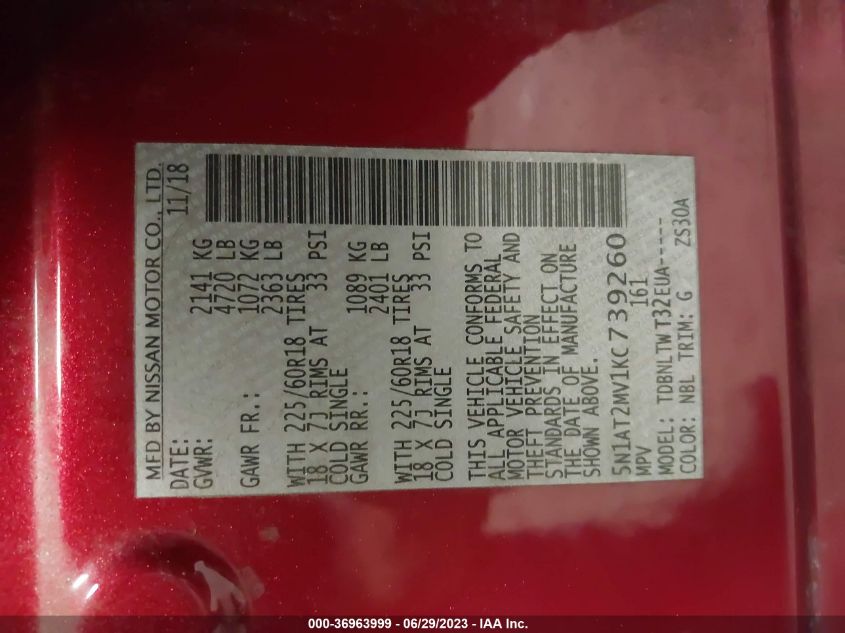 MFD BY NISSAN MOTOR CO., LTD.
DATE: 11/18
GVWR: 2141 KG
4720 LB
GAWR FR.: 1072 KG
2363 LB
WITH 225/60R18 TIRES
18 X 7J RIMS AT 33 PSI
COLD SINGLE
GAWR RR.: 1089 KG
2401 LB
WITH 225/60R18 TIRES
18 X 7J RIMS AT 33 PSI
COLD SINGLE
THIS VEHICLE CONFORMS TO
ALL APPLICABLE FEDERAL
MOTOR VEHICLE SAFETY AND
THEFT PREVENTION
STANDARDS IN EFFECT ON
THE DATE OF MANUFACTURE
SHOWN ABOVE.
5N1AT2MV1KC739260
MPV 161
MODEL: TDBNLTWT32EUA-----
COLOR: NBL TRIM: G ZS30A
000-36963999 - 06/29/2023 - IAA Inc.